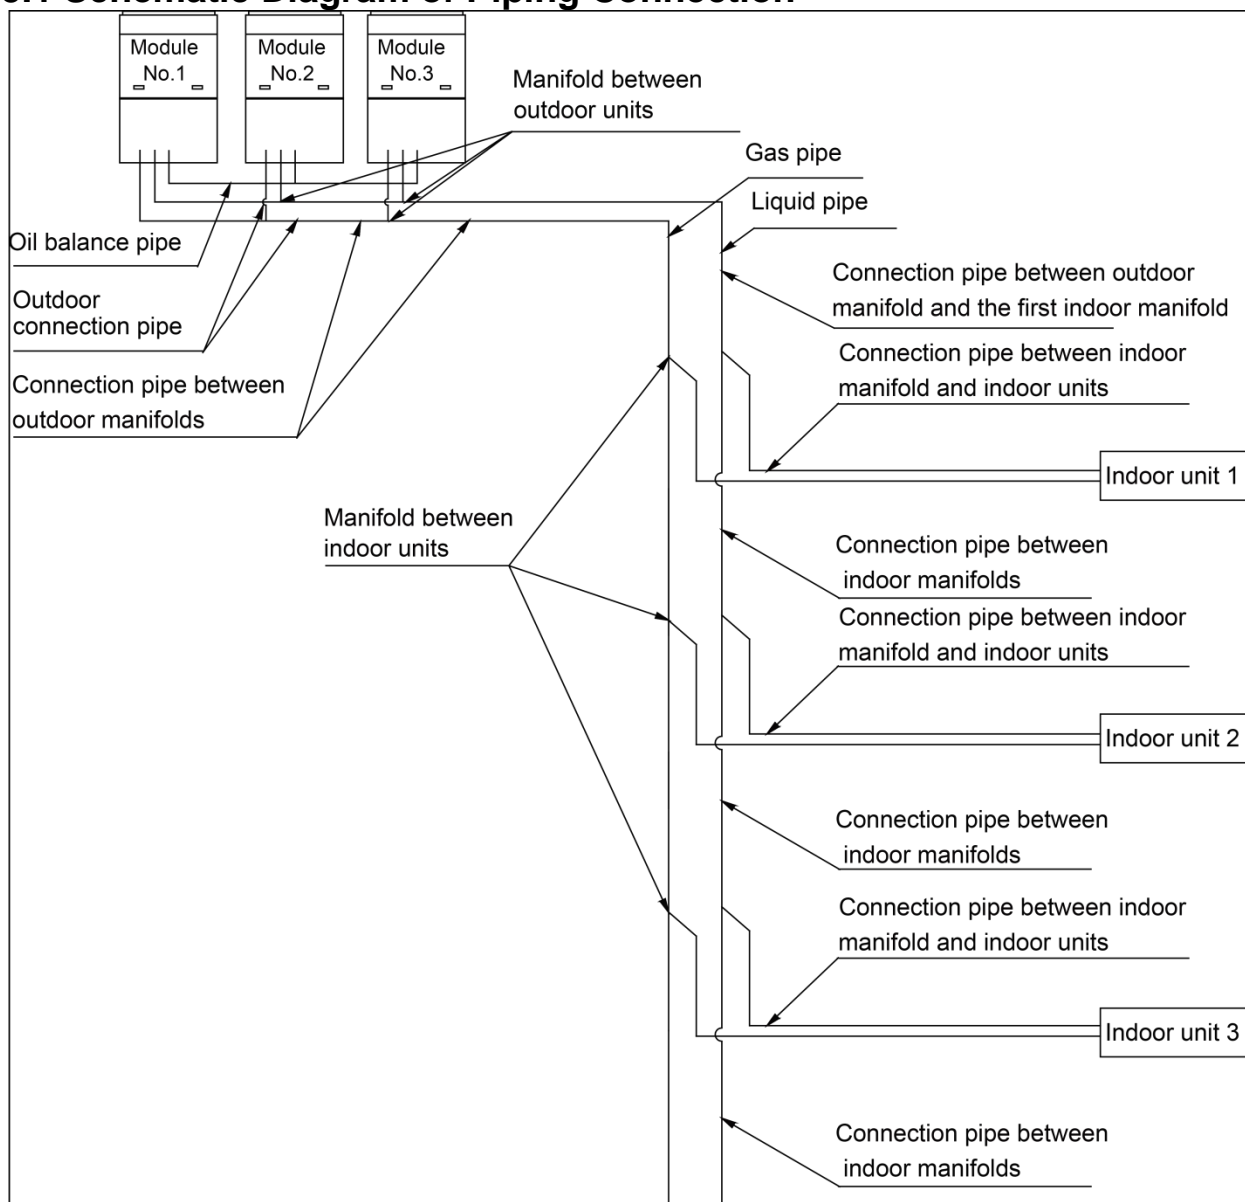 Schematic Diagram of Piping Connection
Module
No.1
Module
No.2
Module
No.3
Manifold between
outdoor units
Gas pipe
Liquid pipe
Oil balance pipe
Outdoor
connection pipe
Connection pipe between
outdoor manifolds
Connection pipe between outdoor
manifold and the first indoor manifold
Connection pipe between indoor
manifold and indoor units
Indoor unit 1
Manifold between
indoor units
Connection pipe between
indoor manifolds
Connection pipe between indoor
manifold and indoor units
Indoor unit 2
Connection pipe between
indoor manifolds
Connection pipe between indoor
manifold and indoor units
Indoor unit 3
Connection pipe between
indoor manifolds